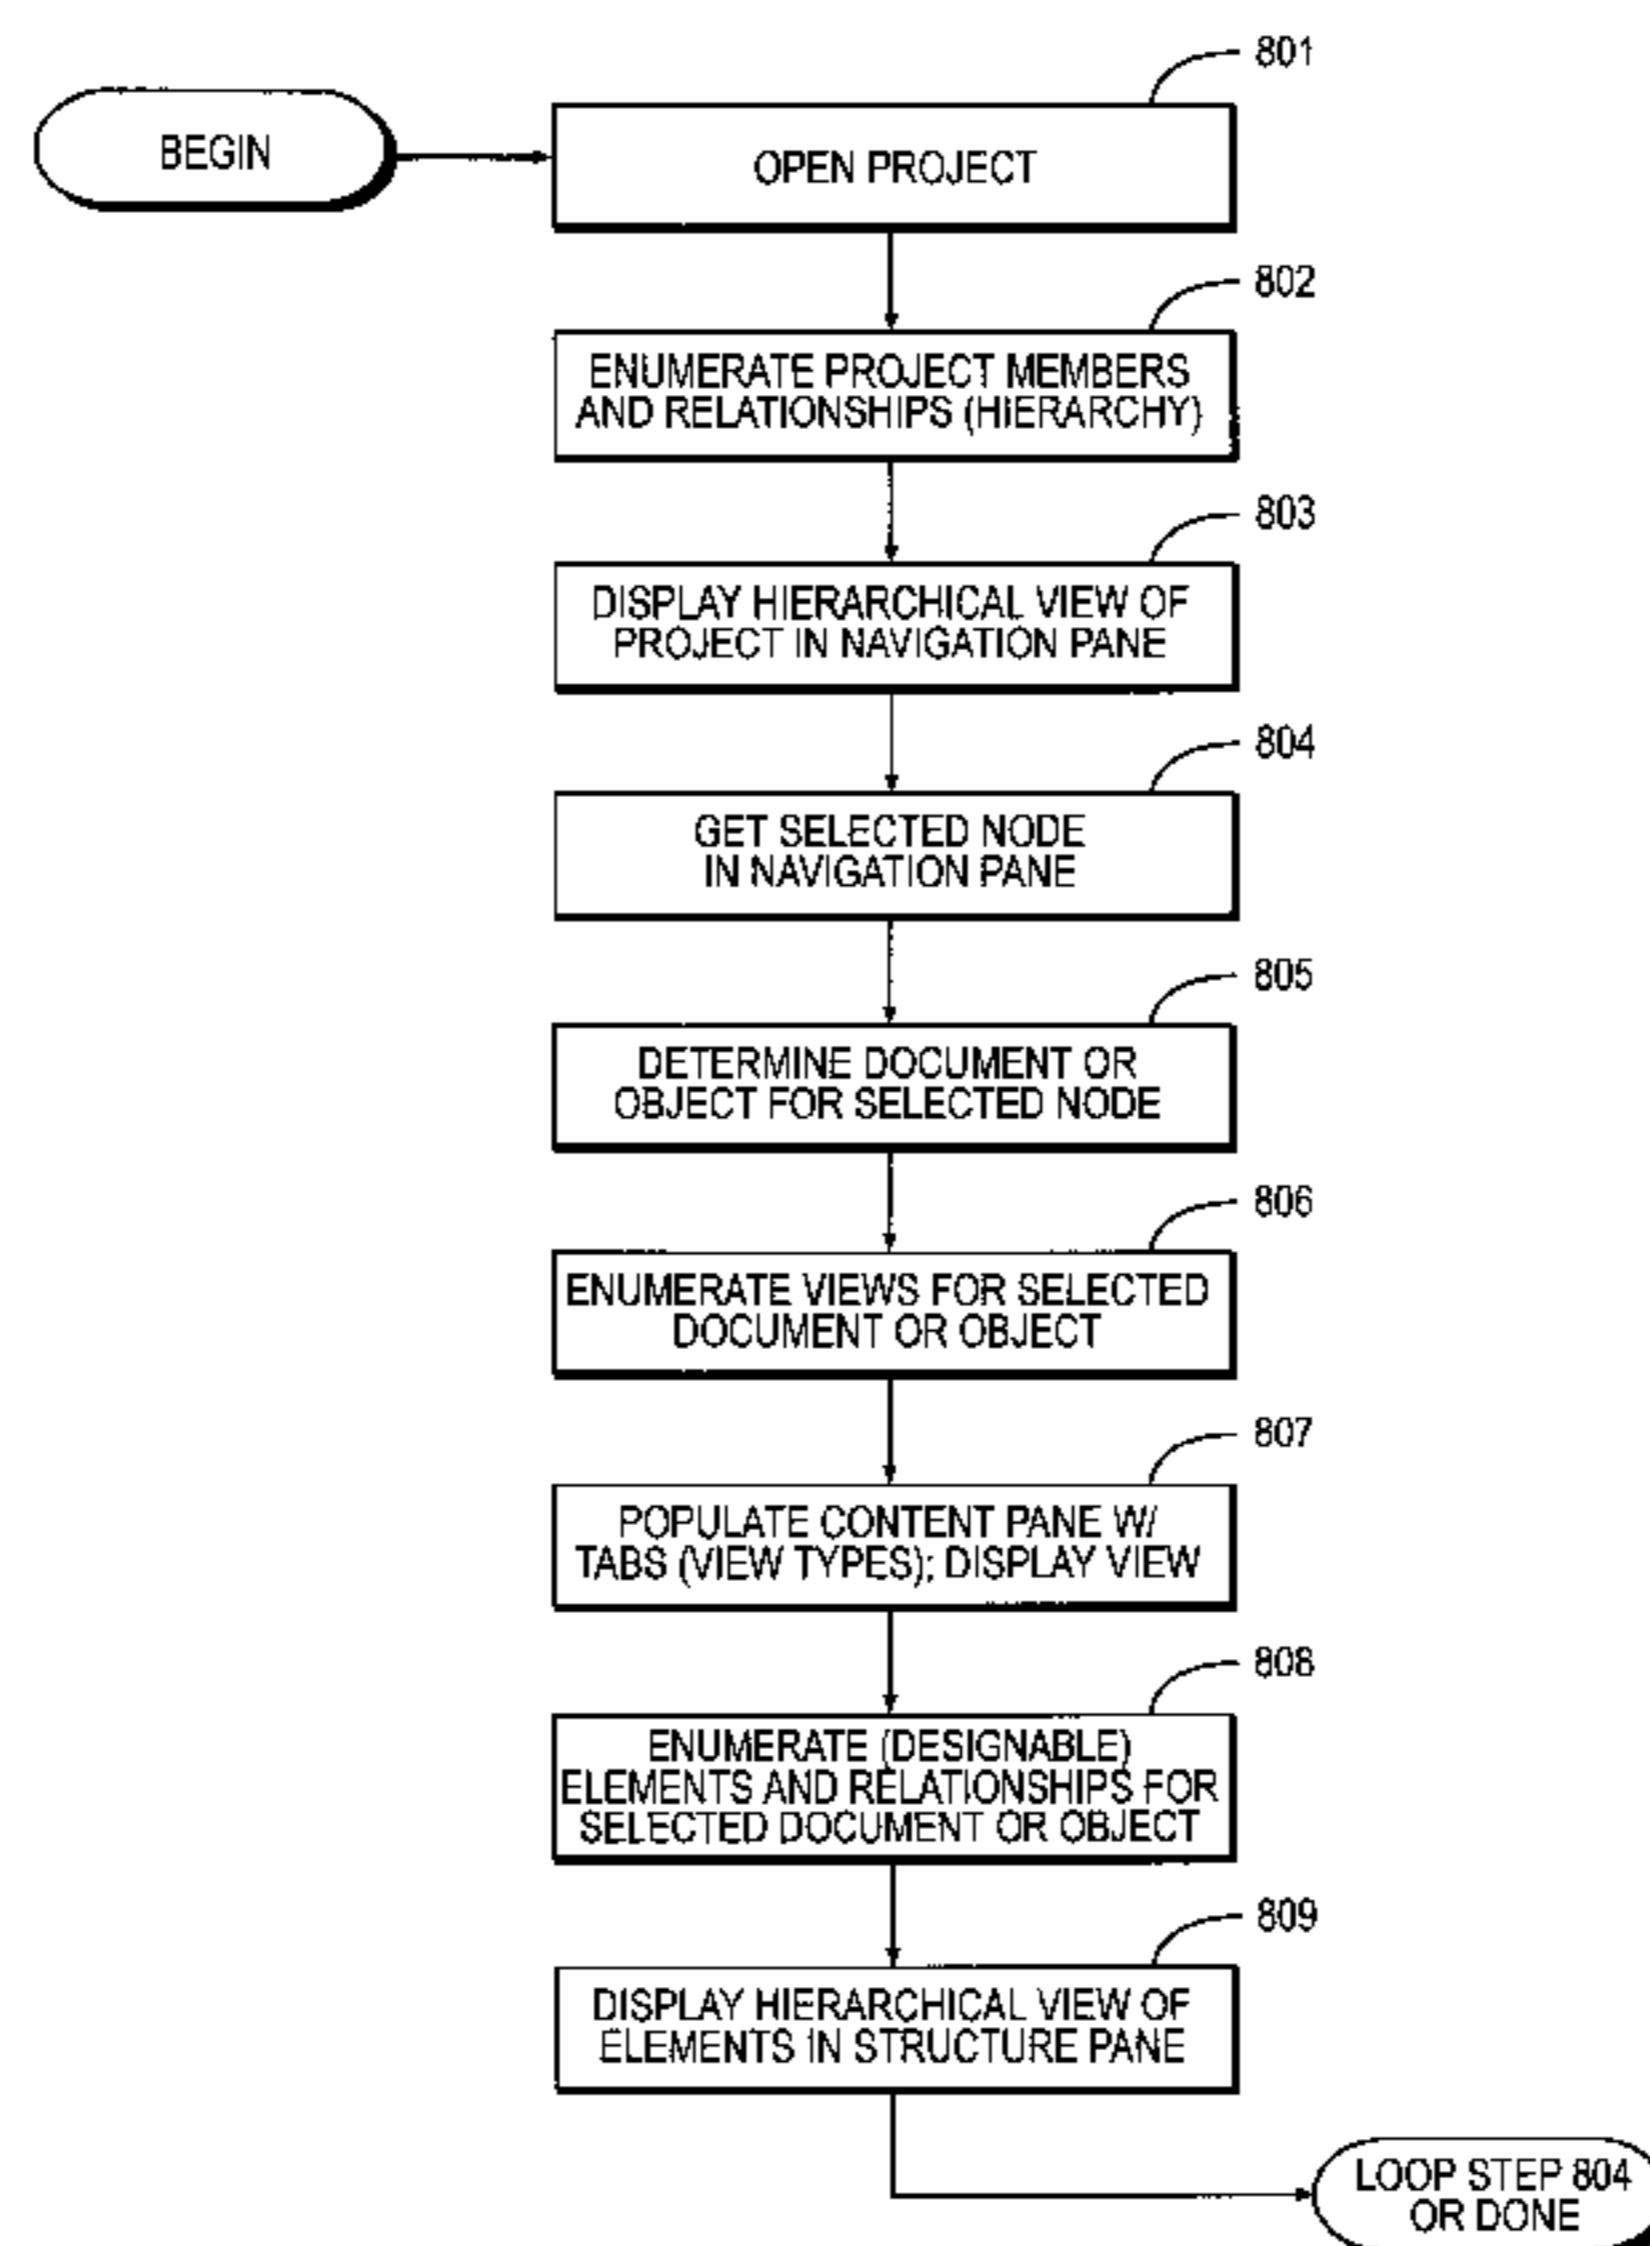 801
BEGIN
OPEN PROJECT
802
ENUMERATE PROJECT MEMBERS
AND RELATIONSHIPS (HIERARCHY)
803
DISPLAY HIERARCHICAL VIEW OF
PROJECT IN NAVIGATION PANE
804
GET SELECTED NODE
IN NAVIGATION PANE
805
DETERMINE DOCUMENT OR
OBJECT FOR SELECTED NODE
806
ENUMERATE VIEWS FOR SELECTED
DOCUMENT OR OBJECT
807
POPULATE CONTENT PANE W/
TABS (VIEW TYPES); DISPLAY VIEW
808
ENUMERATE (DESIGNABLE)
ELEMENTS AND RELATIONSHIPS FOR
SELECTED DOCUMENT OR OBJECT
809
DISPLAY HIERARCHICAL VIEW OF
ELEMENTS IN STRUCTURE PANE
LOOP STEP 804
OR DONE